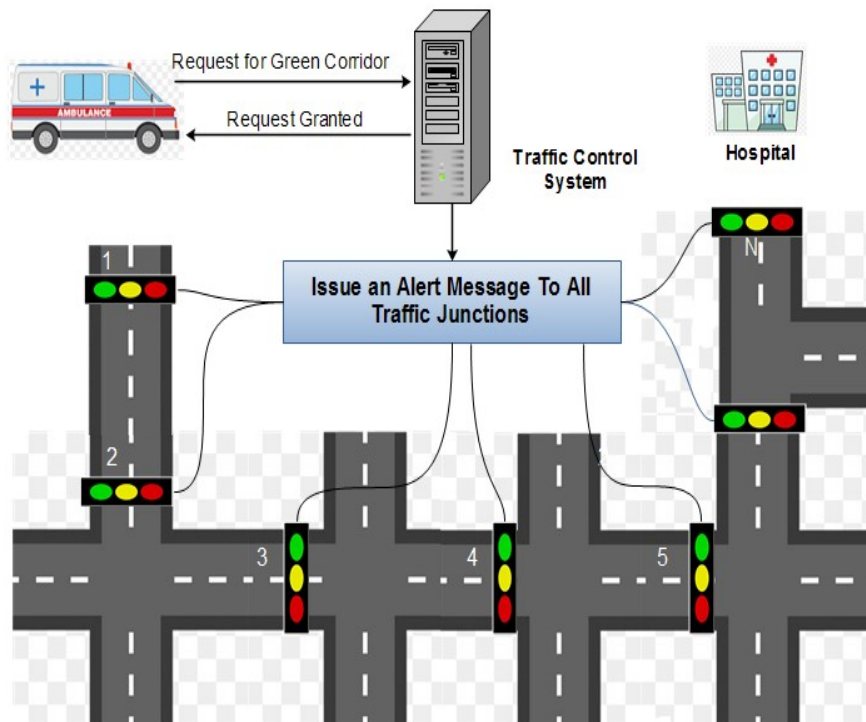 Request for Green Corridor
AMBULANCE
Request Granted
Traffic Control
System
Hospital
1
N
Issue an Alert Message To All
Traffic Junctions
2
3
4
5